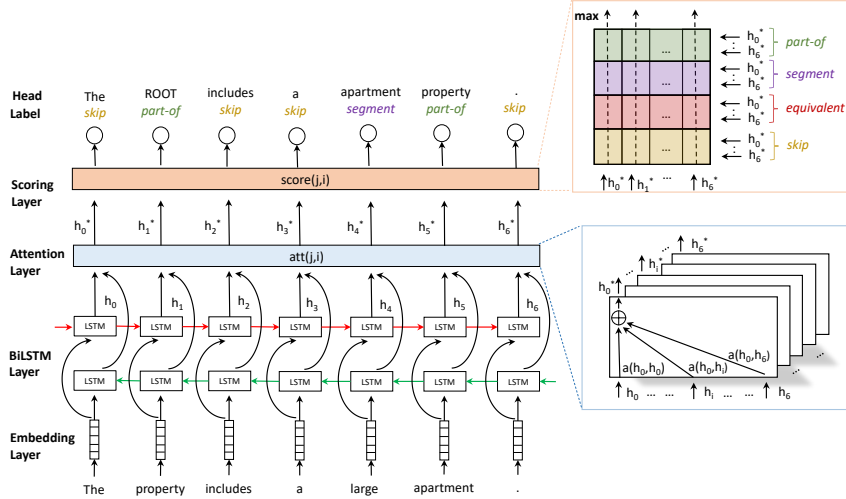 Head
Label
The ROOT includes a apartment property .
skip part-of skip skip segment part-of skip
Scoring
Layer
score(j,i)
h0* h1* h2* h3* h4* h5* h6*
Attention
Layer
att(j,i)
h0 h1 h2 h3 h4 h5 h6
LSTM LSTM LSTM LSTM LSTM LSTM LSTM
BiLSTM
Layer
LSTM LSTM LSTM LSTM LSTM LSTM LSTM
Embedding
Layer
The property includes a large apartment .
max
... h0* : h6* part-of
... h0* : h6* segment
... h0* : h6* equivalent
... h0* : h6* skip
h0* h1* ... h6*
h6*
hi*
h0*
a(h0,h0) a(h0,hi) a(h0,h6)
h0 ... ... hi ... ... h6